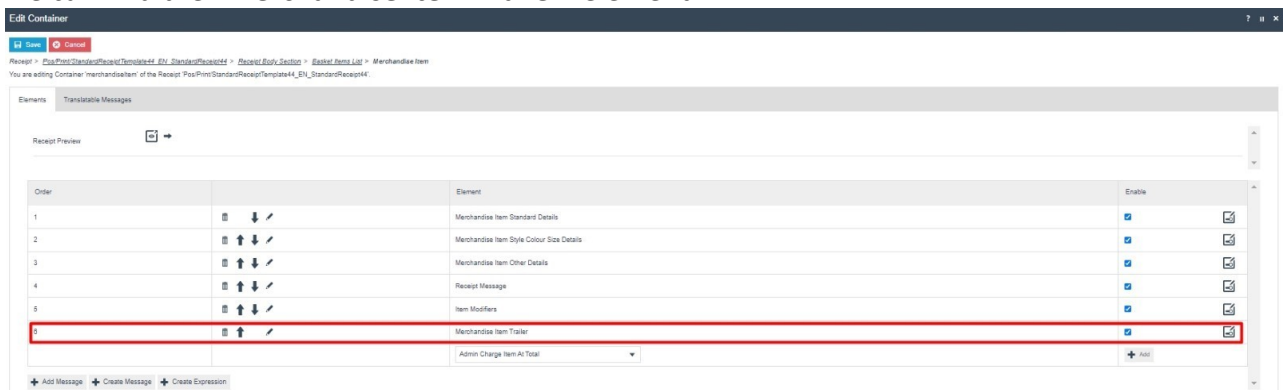 Edit Container ? x
Save Cancel
Receipt > Pos/Print/StandardReceiptTemplate44_EN_StandardReceipt44 > Receipt Body Section > Basket Items List > Merchandise Item
You are editing Container 'merchandiseItem' of the Receipt 'Pos/Print/StandardReceiptTemplate44_EN_StandardReceipt44'.
Elements Translatable Messages
Receipt Preview
Order Element Enable
1 Merchandise Item Standard Details
2 Merchandise Item Style Colour Size Details
3 Merchandise Item Other Details
4 Receipt Message
5 Item Modifiers
6 Merchandise Item Trailer
Admin Charge Item At Total + Add
+ Add Message + Create Message + Create Expression